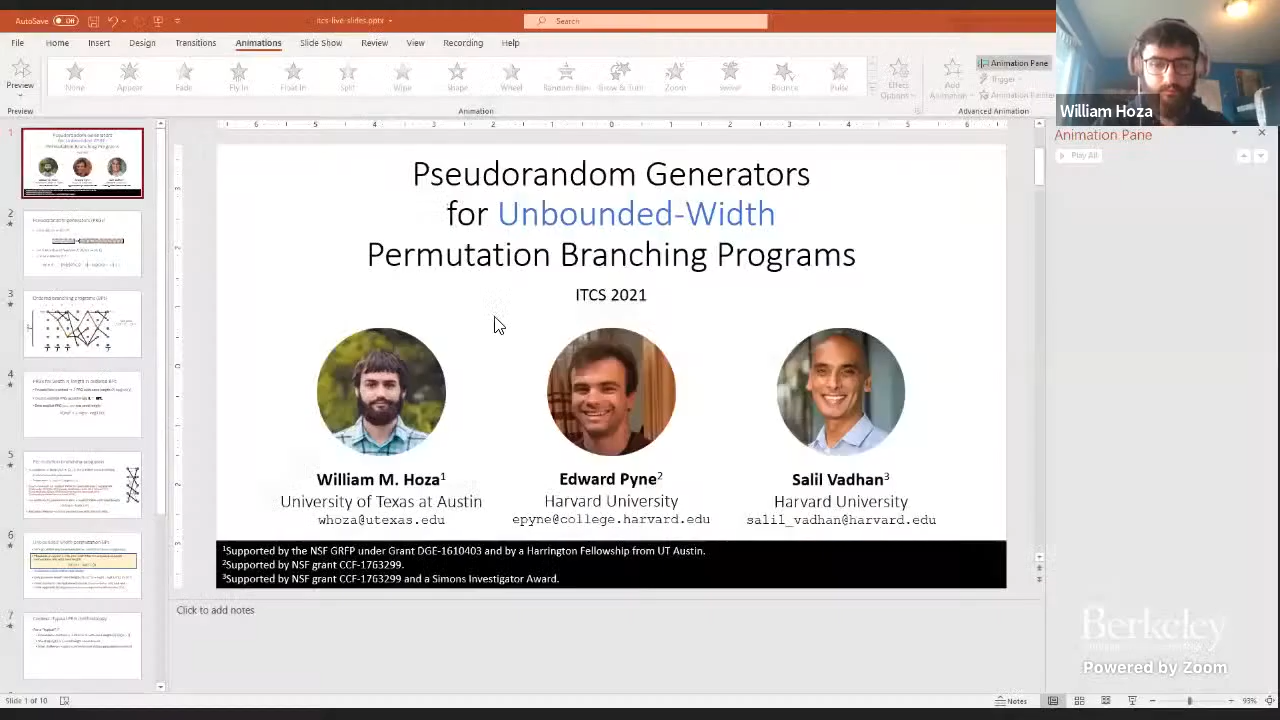 AutoSave
Off
itcs-live-slides.pptx
Search
File Home Insert Design Transitions Animations Slide Show Review View Recording Help
Preview
None Appear Fade Fly In Float In Split Wipe Shape Wheel Random Bars Grow & Turn Zoom Swivel Bounce Pulse
Effect Options
Add Animation
Animation Pane
Trigger
Preview
Animation
Advanced Animation
William Hoza
Animation Pane
Play All
Pseudorandom Generators
for Unbounded-Width
Permutation Branching Programs
ITCS 2021
William M. Hoza¹
Edward Pyne²
Salil Vadhan³
University of Texas at Austin
Harvard University
Harvard University
whoza@utexas.edu
epyne@college.harvard.edu
salil_vadhan@harvard.edu
¹Supported by the NSF GRFP under Grant a Harrington Fellowship from UT Austin.
²Supported by NSF grant CCF-1763299.
³Supported by NSF grant CCF-1763299 and a Simons Investigator Award.
Click to add notes
Berkeley
Powered by Zoom
Slide 1 of 10
Notes
93%